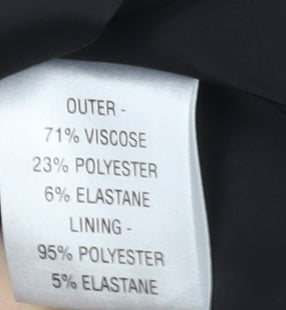 OUTER -
71% VISCOSE
23% POLYESTER
6% ELASTANE
LINING -
95% POLYESTER
5% ELASTANE